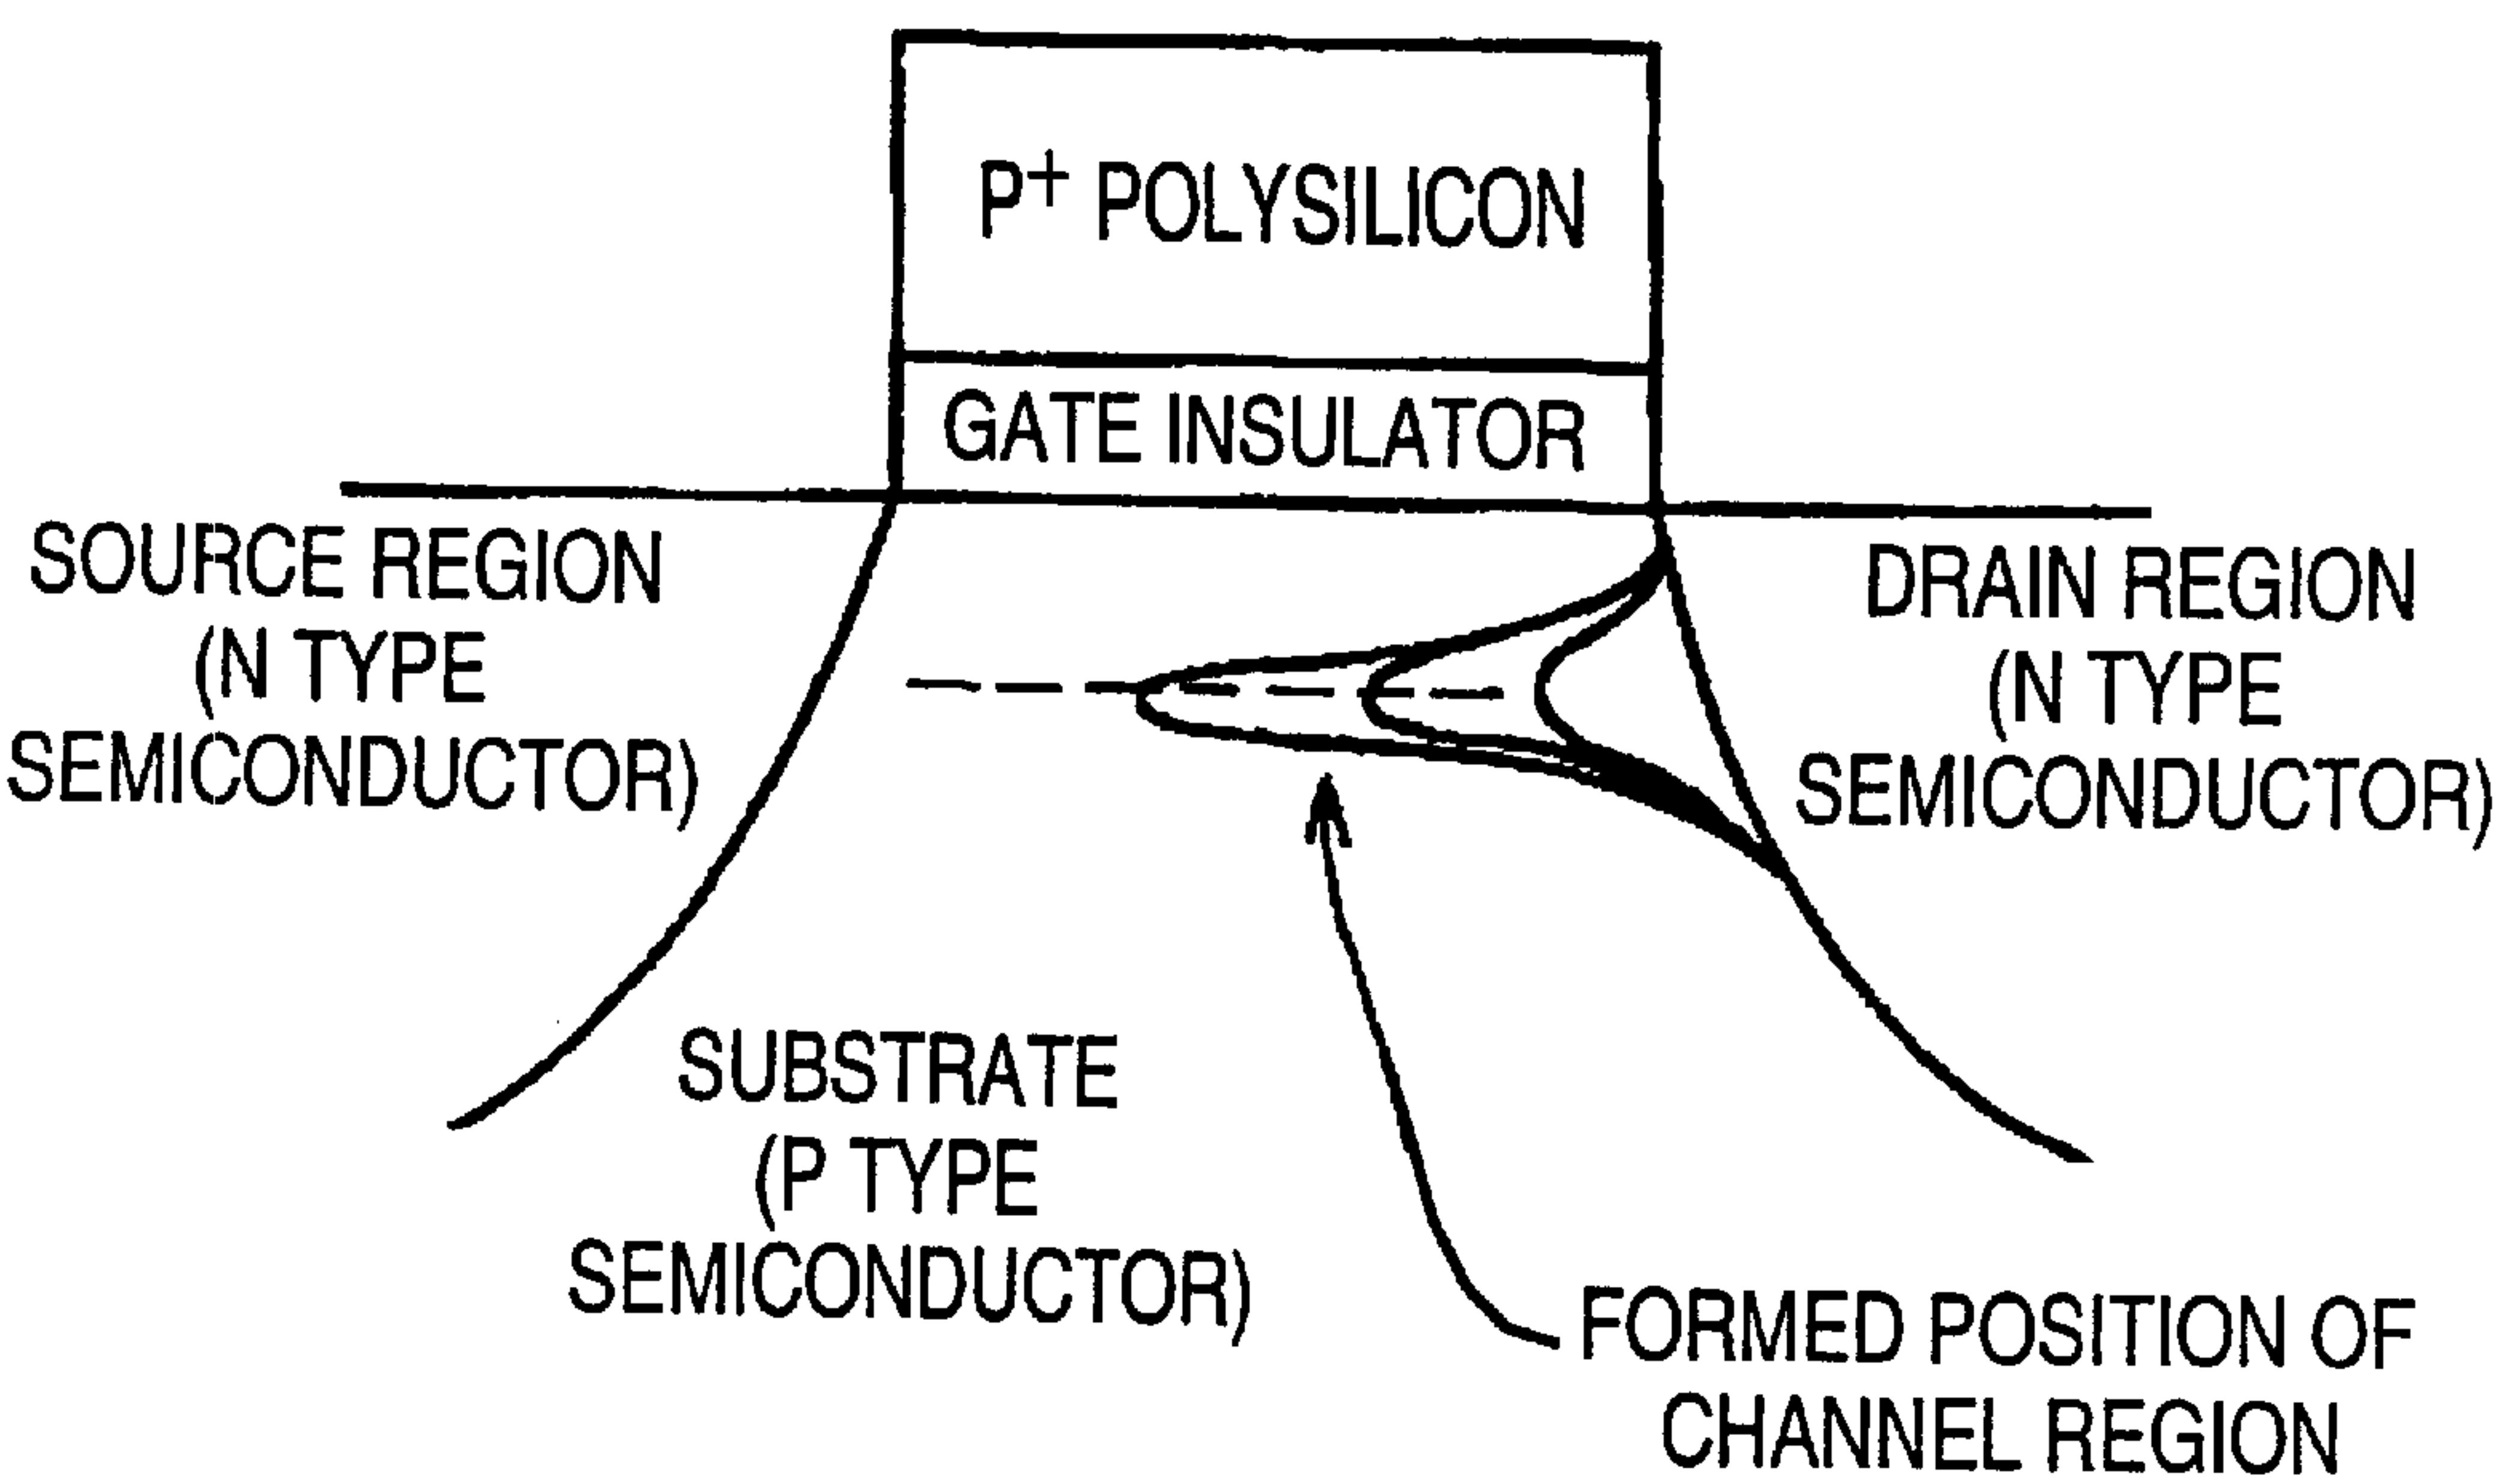 P+ POLYSILICON
GATE INSULATOR
SOURCE REGION
(N TYPE
SEMICONDUCTOR)
DRAIN REGION
(N TYPE
SEMICONDUCTOR)
SUBSTRATE
(P TYPE
SEMICONDUCTOR)
FORMED POSITION OF
CHANNEL REGION